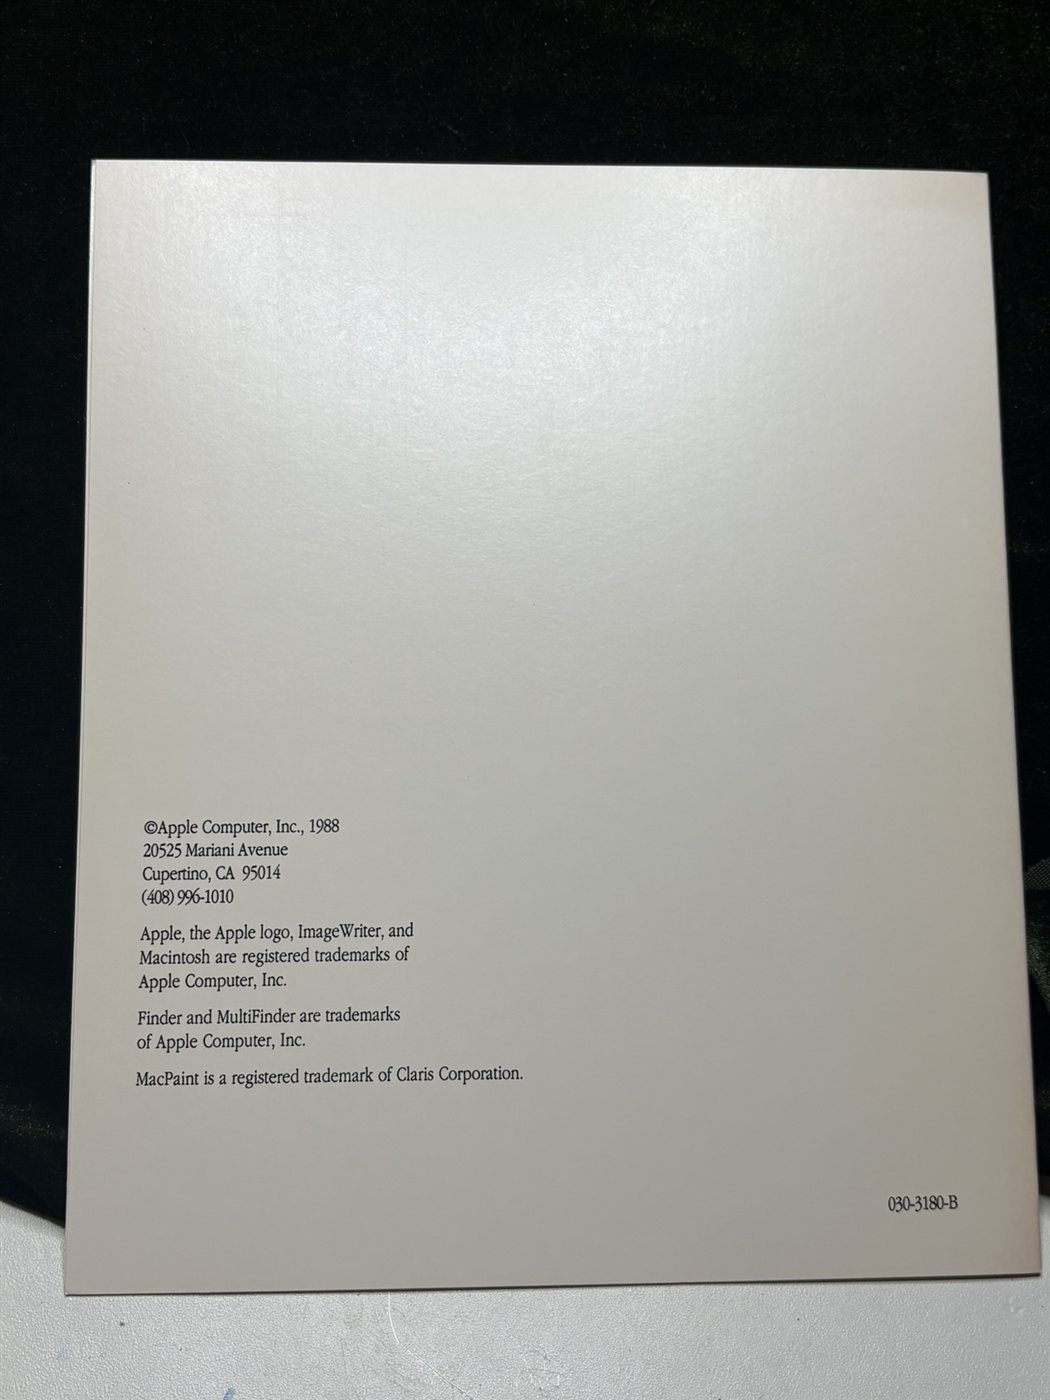 ©Apple Computer, Inc., 1988
20525 Mariani Avenue
Cupertino, CA  95014
(408) 996-1010
Apple, the Apple logo, ImageWriter, and
Macintosh are registered trademarks of
Apple Computer, Inc.
Finder and MultiFinder are trademarks
of Apple Computer, Inc.
MacPaint is a registered trademark of Claris Corporation.
030-3180-B